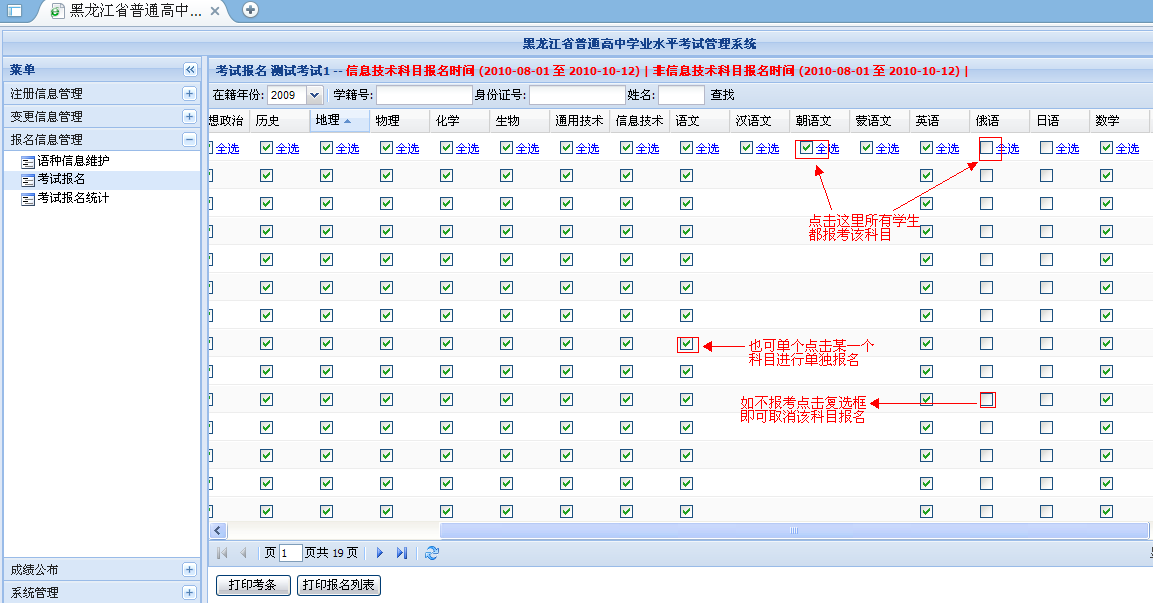 黑龙江省普通高中...
黑龙江省普通高中学业水平考试管理系统
菜单
考试报名 测试考试1 -- 信息技术科目报名时间 (2010-08-01 至 2010-10-12) | 非信息技术科目报名时间 (2010-08-01 至 2010-10-12) |
注册信息管理
在籍年份: 2009 学籍号: 身份证号: 姓名: 查找
变更信息管理
想政治 历史 地理 物理 化学 生物 通用技术 信息技术 语文 汉语文 朝语文 蒙语文 英语 俄语 日语 数学
报名信息管理
全选 全选 全选 全选 全选 全选 全选 全选 全选 全选 全选 全选 全选 全选 全选 全选
语种信息维护
考试报名
考试报名统计
点击这里所有学生
都报考该科目
也可单个点击某一个
科目进行单独报名
如不报考点击复选框
即可取消该科目报名
页 1 页共 19 页
成绩公布
系统管理
打印考条 打印报名列表